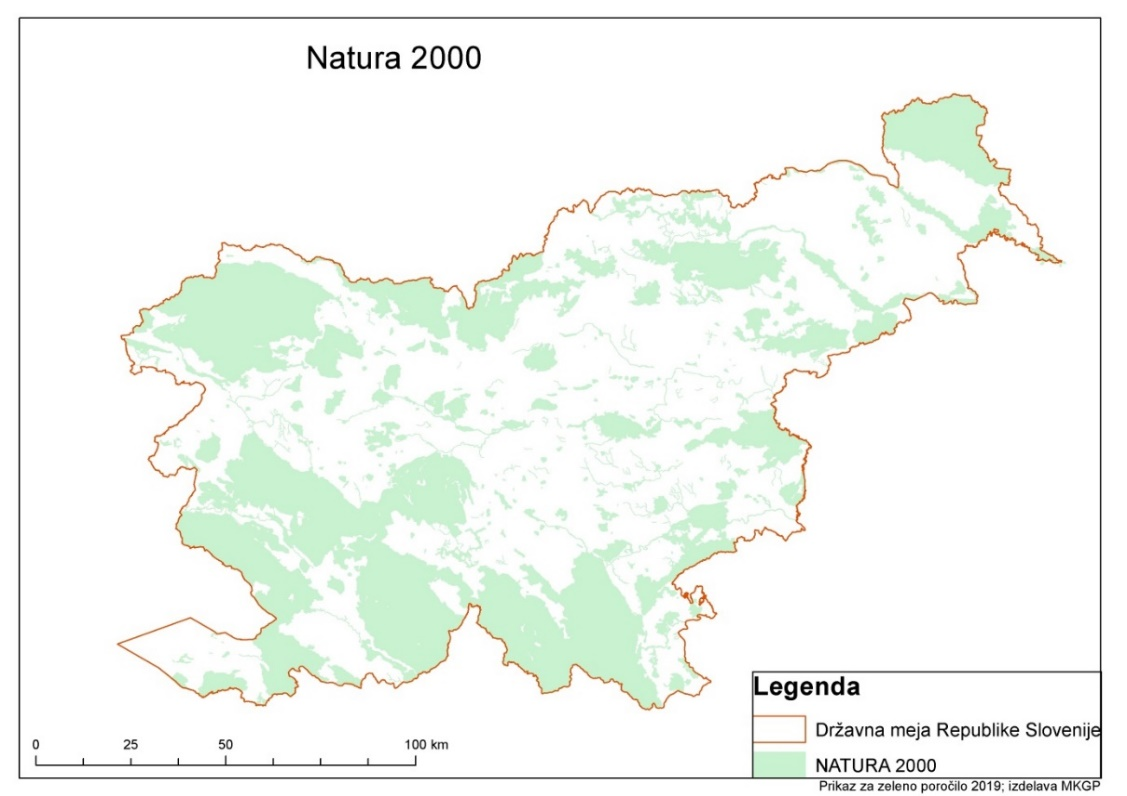 Natura 2000
0 25 50 100 km
Legenda
Državna meja Republike Slovenije
NATURA 2000
Prikaz za zeleno poročilo 2019; izdelava MKGP